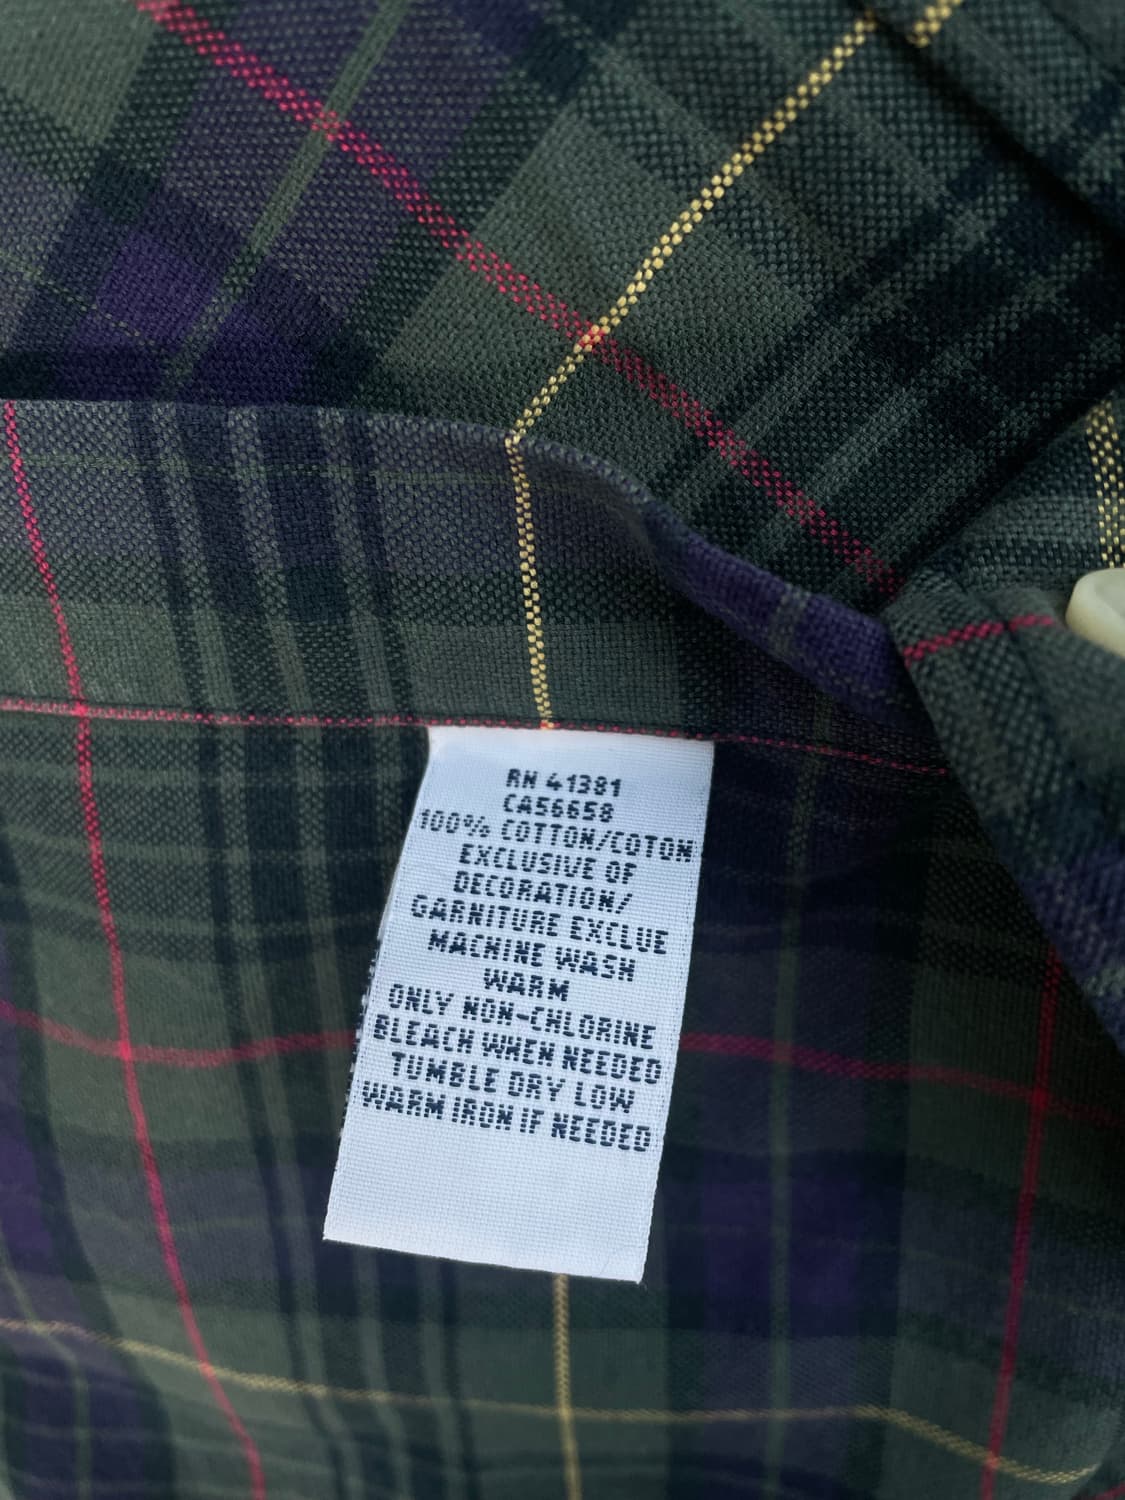 RN 41381
CA56658
100% COTTON/COTON
EXCLUSIVE OF
DECORATION/
GARNITURE EXCLUE
MACHINE WASH
WARM
ONLY NON-CHLORINE
BLEACH WHEN NEEDED
TUMBLE DRY LOW
WARM IRON IF NEEDED